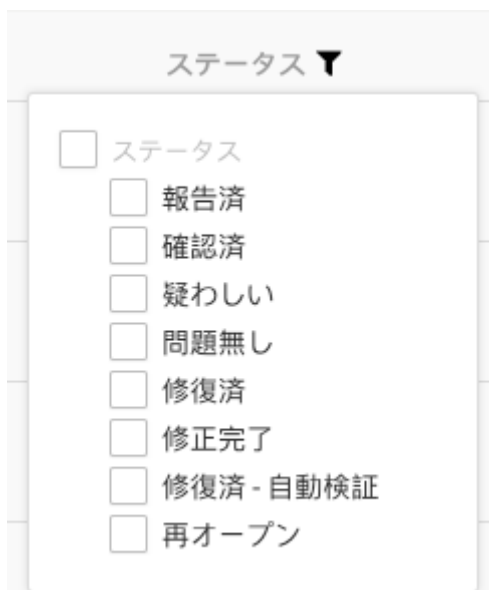 ステータス
ステータス
報告済
確認済
疑わしい
問題無し
修復済
修正完了
修復済 - 自動検証
再オープン